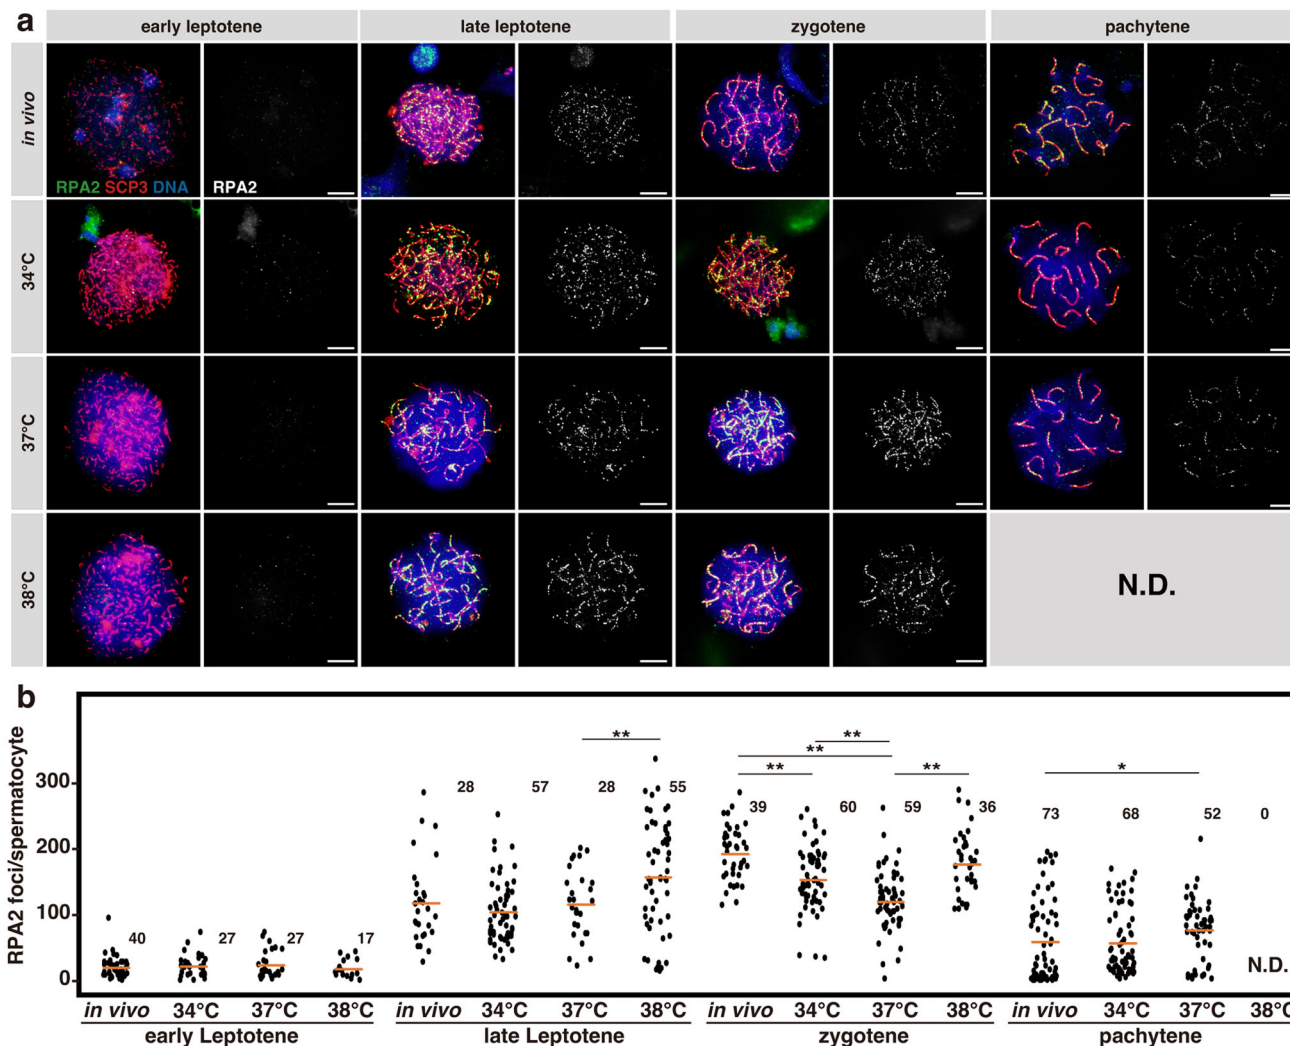 a
early leptotene late leptotene zygotene pachytene
in vivo
RPA2 SCP3 DNA RPA2
34°C
37°C
38°C
N.D.
b
RPA2 foci/spermatocyte
** ** ** ** ** *
300
200
100
0
40 27 27 17 28 57 28 55 39 60 59 36 73 68 52 0
N.D.
in vivo 34°C 37°C 38°C in vivo 34°C 37°C 38°C in vivo 34°C 37°C 38°C in vivo 34°C 37°C 38°C
early Leptotene late Leptotene zygotene pachytene